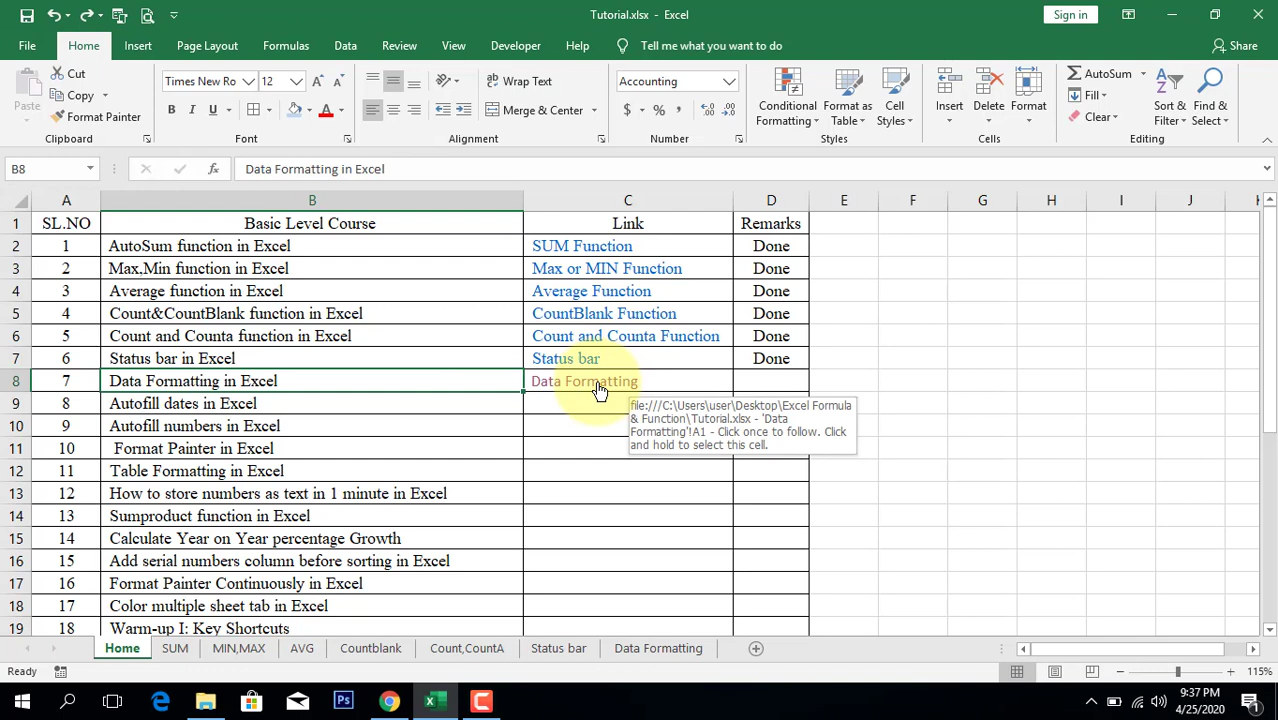 Tutorial.xlsx - Excel
Sign in
File Home Insert Page Layout Formulas Data Review View Developer Help Tell me what you want to do Share
Paste
Cut
Copy
Format Painter
Clipboard
Times New Ro 12
B I U
Font
Wrap Text
Merge & Center
Alignment
Accounting
$ % ,
Number
Conditional Formatting
Format as Table
Cell Styles
Styles
Insert
Delete
Format
Cells
AutoSum
Fill
Clear
Sort & Filter
Find & Select
Editing
B8 fx Data Formatting in Excel
A B C D E F G H I J K
1 SL.NO Basic Level Course Link Remarks
2 1 AutoSum function in Excel SUM Function Done
3 2 Max,Min function in Excel Max or MIN Function Done
4 3 Average function in Excel Average Function Done
5 4 Count&CountBlank function in Excel CountBlank Function Done
6 5 Count and Counta function in Excel Count and Counta Function Done
7 6 Status bar in Excel Status bar Done
8 7 Data Formatting in Excel Data Formatting
file:///C:\Users\user\Desktop\Excel Formula
& Function\Tutorial.xlsx - 'Data
Formatting'!A1 - Click once to follow. Click
and hold to select this cell.
9 8 Autofill dates in Excel
10 9 Autofill numbers in Excel
11 10 Format Painter in Excel
12 11 Table Formatting in Excel
13 12 How to store numbers as text in 1 minute in Excel
14 13 Sumproduct function in Excel
15 14 Calculate Year on Year percentage Growth
16 15 Add serial numbers column before sorting in Excel
17 16 Format Painter Continuously in Excel
18 17 Color multiple sheet tab in Excel
19 18 Warm-up I: Key Shortcuts
Home SUM MIN,MAX AVG Countblank Count,CountA Status bar Data Formatting
Ready 115%
9:37 PM
4/25/2020